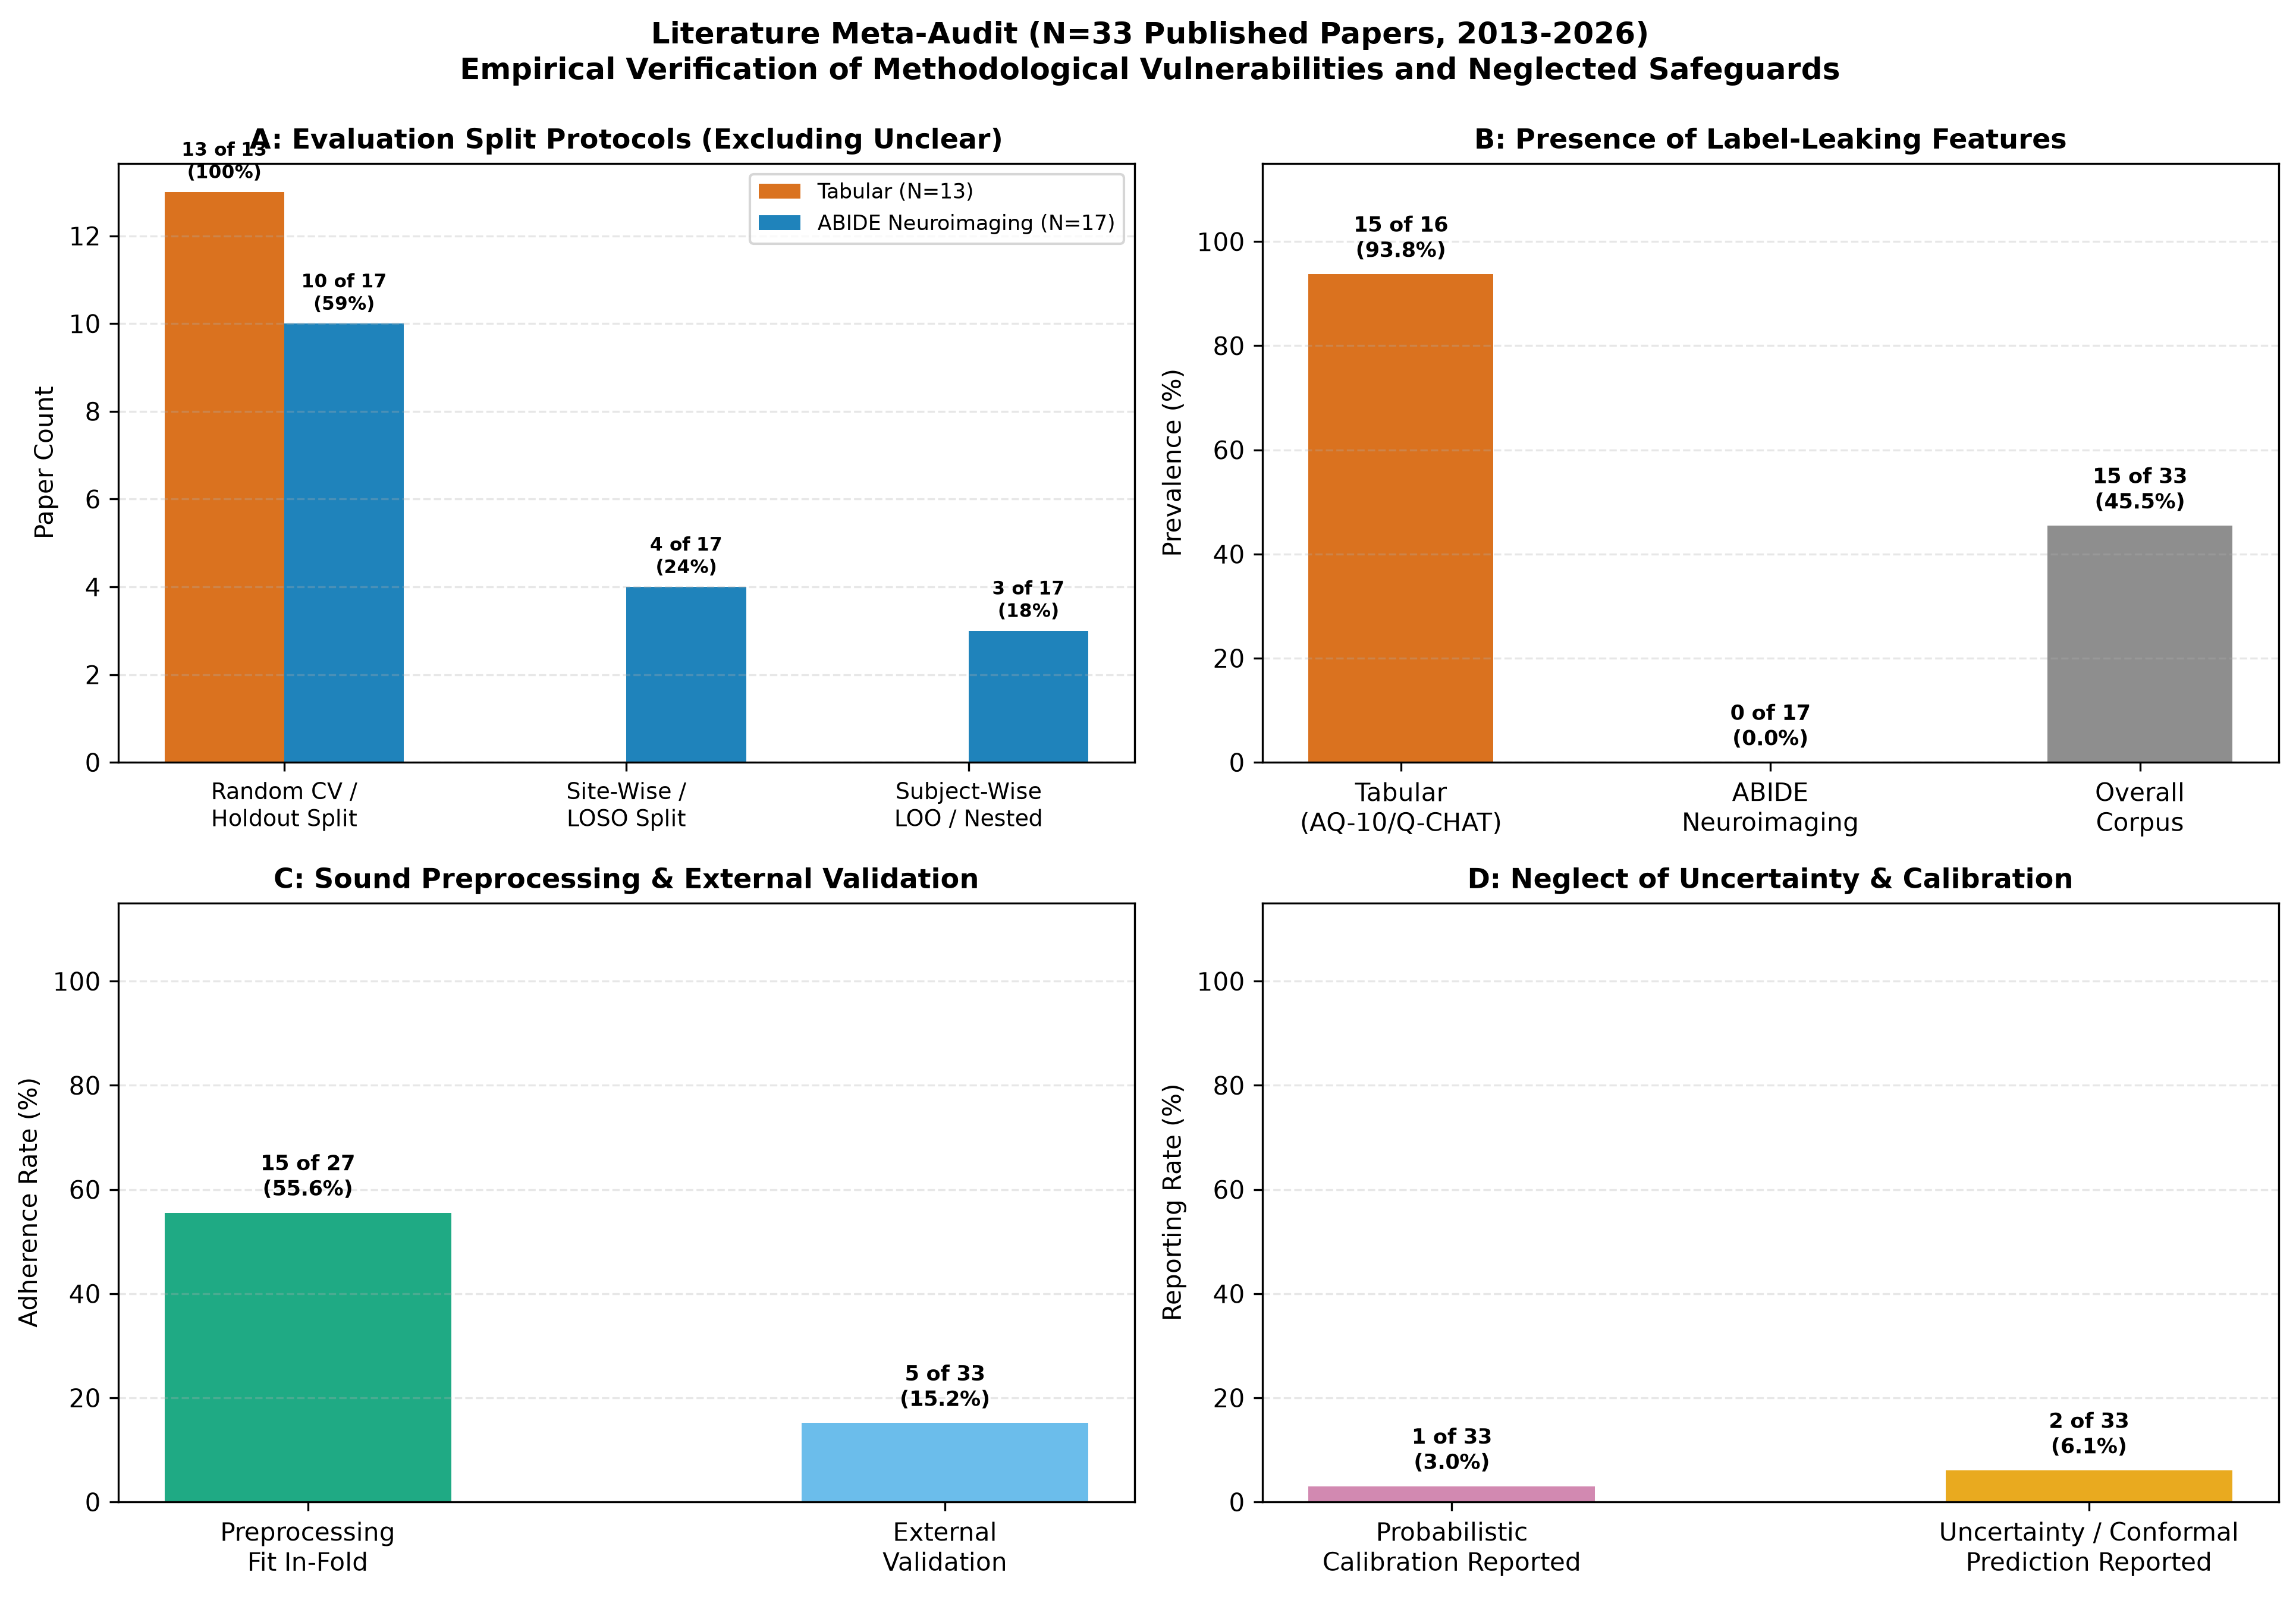 Literature Meta-Audit (N=33 Published Papers, 2013-2026)
Empirical Verification of Methodological Vulnerabilities and Neglected Safeguards
A: Evaluation Split Protocols (Excluding Unclear)
13 of 13
(100%)
Tabular (N=13)
ABIDE Neuroimaging (N=17)
10 of 17
(59%)
4 of 17
(24%)
3 of 17
(18%)
Paper Count
12
10
8
6
4
2
0
Random CV /
Holdout Split
Site-Wise /
LOSO Split
Subject-Wise
LOO / Nested
B: Presence of Label-Leaking Features
15 of 16
(93.8%)
0 of 17
(0.0%)
15 of 33
(45.5%)
Prevalence (%)
100
80
60
40
20
0
Tabular
(AQ-10/Q-CHAT)
ABIDE
Neuroimaging
Overall
Corpus
C: Sound Preprocessing & External Validation
15 of 27
(55.6%)
5 of 33
(15.2%)
Adherence Rate (%)
100
80
60
40
20
0
Preprocessing
Fit In-Fold
External
Validation
D: Neglect of Uncertainty & Calibration
1 of 33
(3.0%)
2 of 33
(6.1%)
Reporting Rate (%)
100
80
60
40
20
0
Probabilistic
Calibration Reported
Uncertainty / Conformal
Prediction Reported